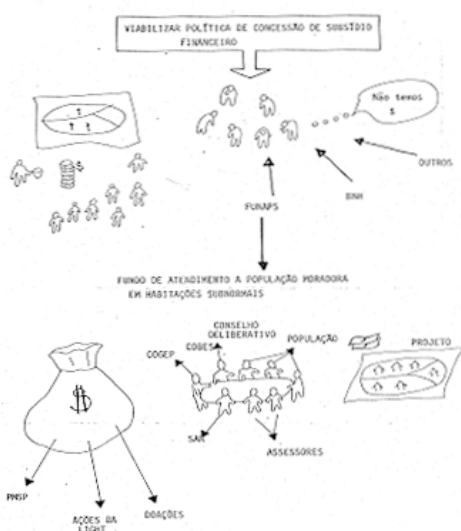 VIABILIZAR POLÍTICA DE CONCESSÃO DE SUBSÍDIO
FINANCEIRO
Não temos
$
$
OUTROS
BNH
FUNAPS
FUNDO DE ATENDIMENTO A POPULAÇÃO MORADORA
EM HABITAÇÕES SUBNORMAIS
CONSELHO
DELIBERATIVO
COBES
POPULAÇÃO
COGEP
PROJETO
$
SAR
ASSESSORES
PMSP
AÇÕES DA
LIGHT
DOAÇÕES